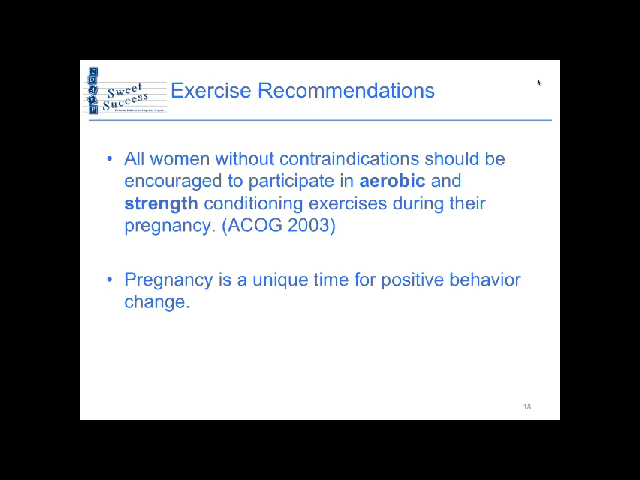 Sweet
Success
Exercise Recommendations
• All women without contraindications should be
encouraged to participate in aerobic and
strength conditioning exercises during their
pregnancy. (ACOG 2003)
• Pregnancy is a unique time for positive behavior
change.
18